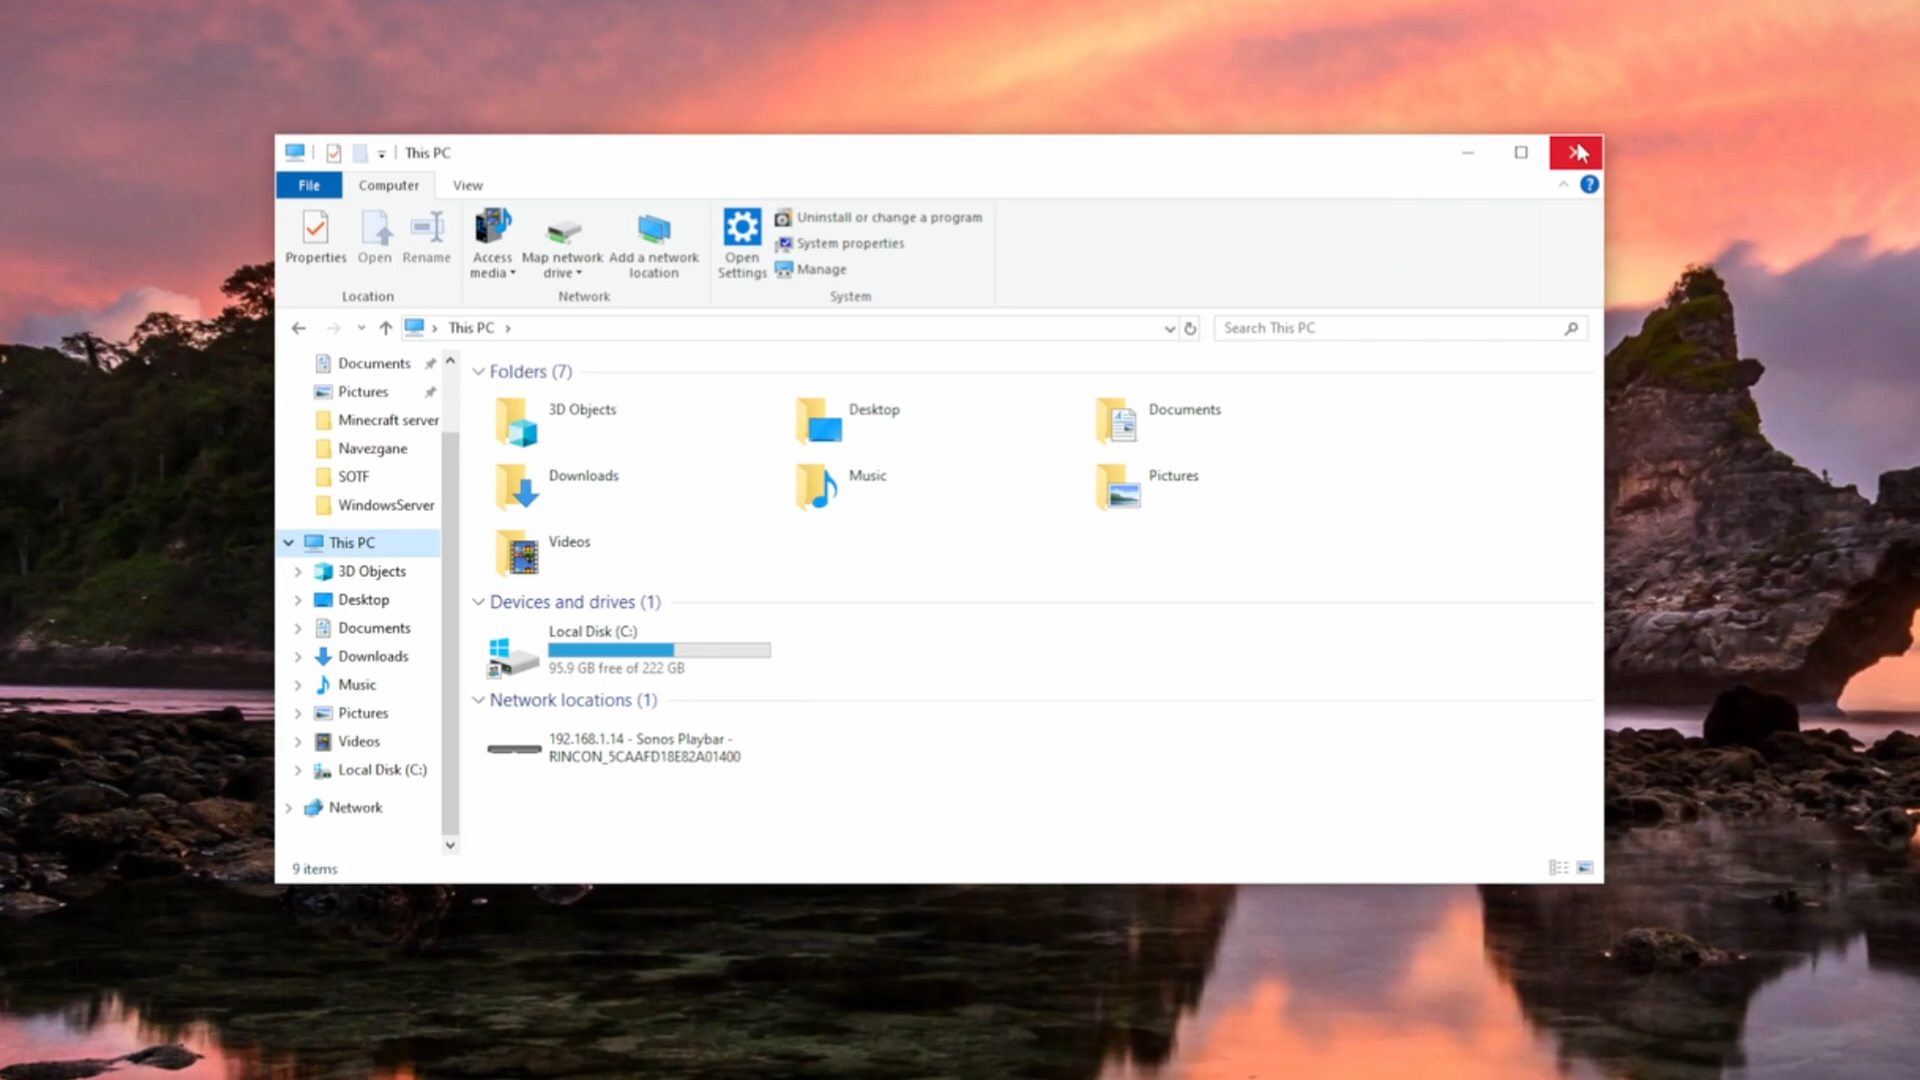 This PC
File
Computer
View
Properties
Open
Rename
Location
Access
media
Map network
drive
Add a network
location
Network
Open
Settings
Uninstall or change a program
System properties
Manage
System
This PC
Search This PC
Documents
Pictures
Minecraft server
Navezgane
SOTF
WindowsServer
This PC
3D Objects
Desktop
Documents
Downloads
Music
Pictures
Videos
Local Disk (C:)
Network
Folders (7)
3D Objects
Desktop
Documents
Downloads
Music
Pictures
Videos
Devices and drives (1)
Local Disk (C:)
95.9 GB free of 222 GB
Network locations (1)
192.168.1.14 - Sonos Playbar -
RINCON_5CAAFD18E82A01400
9 items